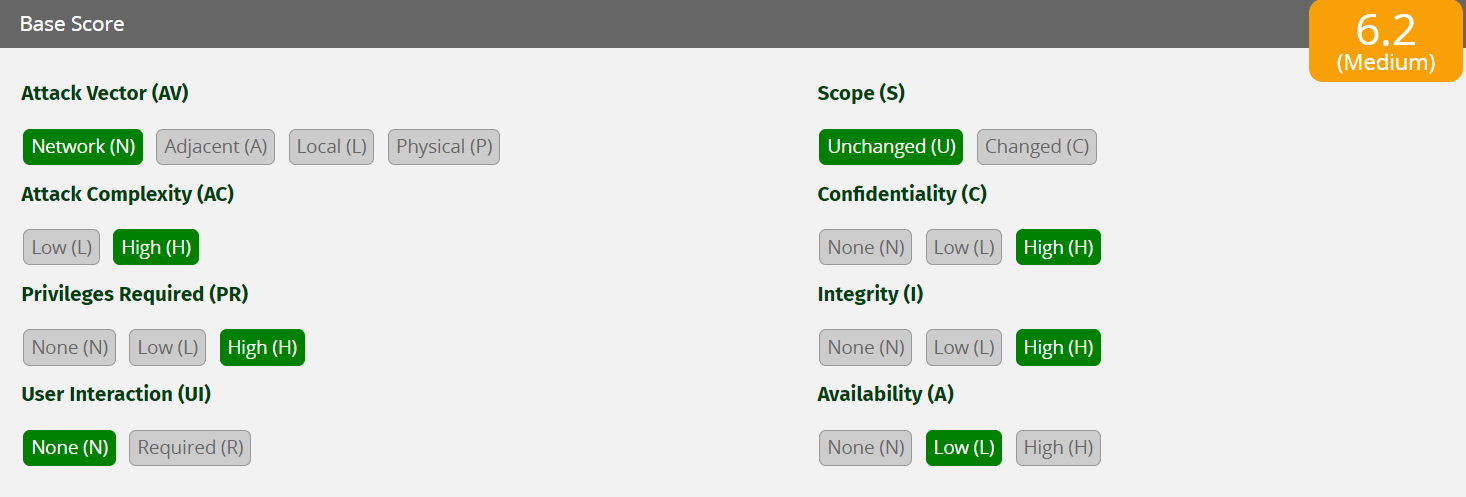 Base Score
6.2
(Medium)
Attack Vector (AV)
Network (N) Adjacent (A) Local (L) Physical (P)
Attack Complexity (AC)
Low (L) High (H)
Privileges Required (PR)
None (N) Low (L) High (H)
User Interaction (UI)
None (N) Required (R)
Scope (S)
Unchanged (U) Changed (C)
Confidentiality (C)
None (N) Low (L) High (H)
Integrity (I)
None (N) Low (L) High (H)
Availability (A)
None (N) Low (L) High (H)